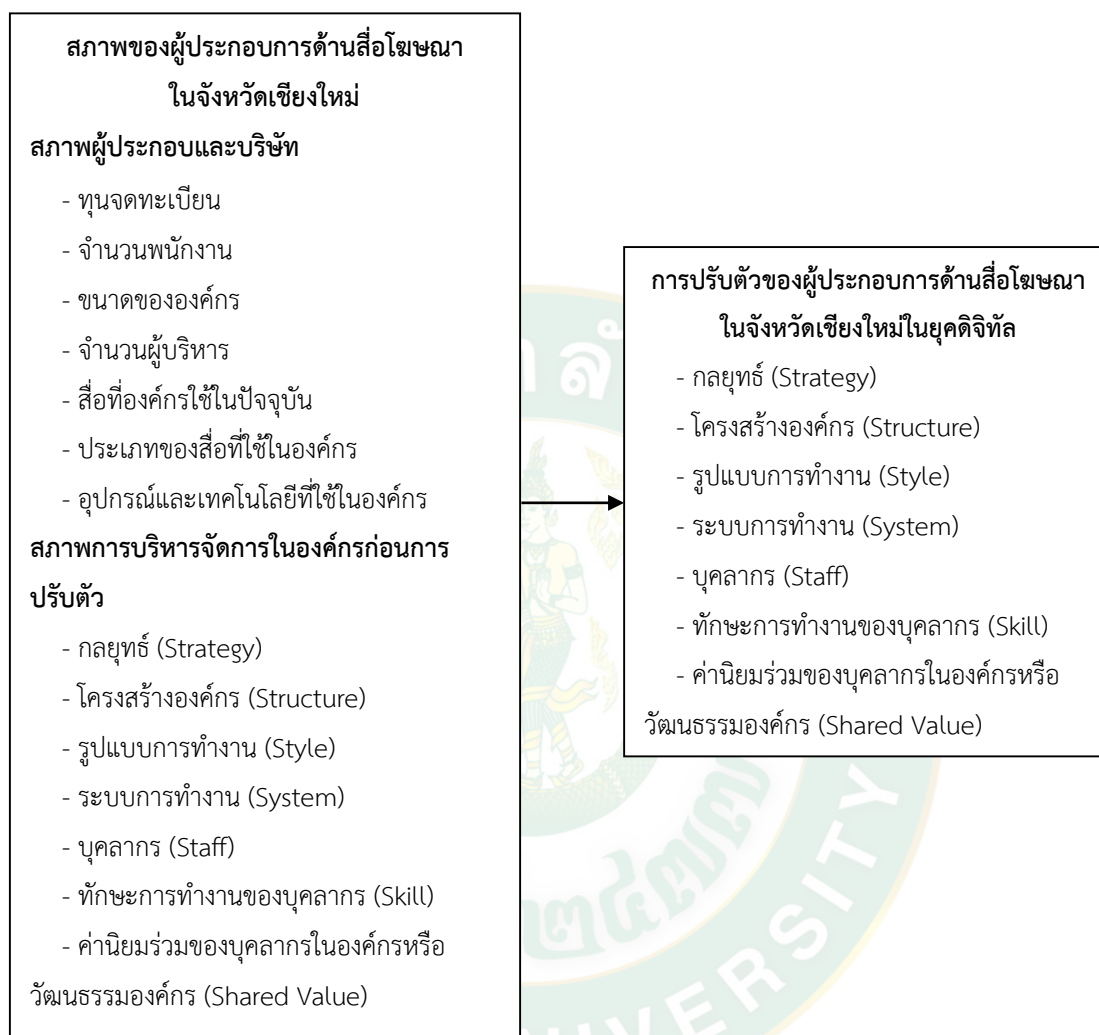 สภาพของผู้ประกอบการด้านสื่อโฆษณา
ในจังหวัดเชียงใหม่
สภาพผู้ประกอบและบริษัท
- ทุนจดทะเบียน
- จำนวนพนักงาน
- ขนาดขององค์กร
- จำนวนผู้บริหาร
- สื่อที่องค์กรใช้ในปัจจุบัน
- ประเภทของสื่อที่ใช้ในองค์กร
- อุปกรณ์และเทคโนโลยีที่ใช้ในองค์กร
สภาพการบริหารจัดการในองค์กรก่อนการ
ปรับตัว
- กลยุทธ์ (Strategy)
- โครงสร้างองค์กร (Structure)
- รูปแบบการทำงาน (Style)
- ระบบการทำงาน (System)
- บุคลากร (Staff)
- ทักษะการทำงานของบุคลากร (Skill)
- ค่านิยมร่วมของบุคลากรในองค์กรหรือ
วัฒนธรรมองค์กร (Shared Value)
การปรับตัวของผู้ประกอบการด้านสื่อโฆษณา
ในจังหวัดเชียงใหม่ในยุคดิจิทัล
- กลยุทธ์ (Strategy)
- โครงสร้างองค์กร (Structure)
- รูปแบบการทำงาน (Style)
- ระบบการทำงาน (System)
- บุคลากร (Staff)
- ทักษะการทำงานของบุคลากร (Skill)
- ค่านิยมร่วมของบุคลากรในองค์กรหรือ
วัฒนธรรมองค์กร (Shared Value)